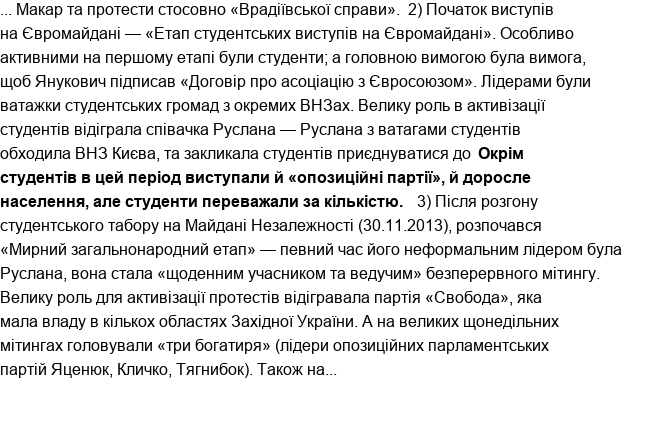 ... Макар та протести стосовно «Врадіївської справи».  2) Початок виступів
на Євромайдані — «Етап студентських виступів на Євромайдані». Особливо
активними на першому етапі були студенти; а головною вимогою була вимога,
щоб Янукович підписав «Договір про асоціацію з Євросоюзом». Лідерами були
ватажки студентських громад з окремих ВНЗах. Велику роль в активізації
студентів відіграла співачка Руслана — Руслана з ватагами студентів
обходила ВНЗ Києва, та закликала студентів приєднуватися до  Окрім
студентів в цей період виступали й «опозиційні партії», й доросле
населення, але студенти переважали за кількістю.   3) Після розгону
студентського табору на Майдані Незалежності (30.11.2013), розпочався
«Мирний загальнонародний етап» — певний час його неформальним лідером була
Руслана, вона стала «щоденним учасником та ведучим» безперервного мітингу.
Велику роль для активізації протестів відігравала партія «Свобода», яка
мала владу в кількох областях Західної України. А на великих щонедільних
мітингах головували «три богатиря» (лідери опозиційних парламентських
партій Яценюк, Кличко, Тягнибок). Також на...